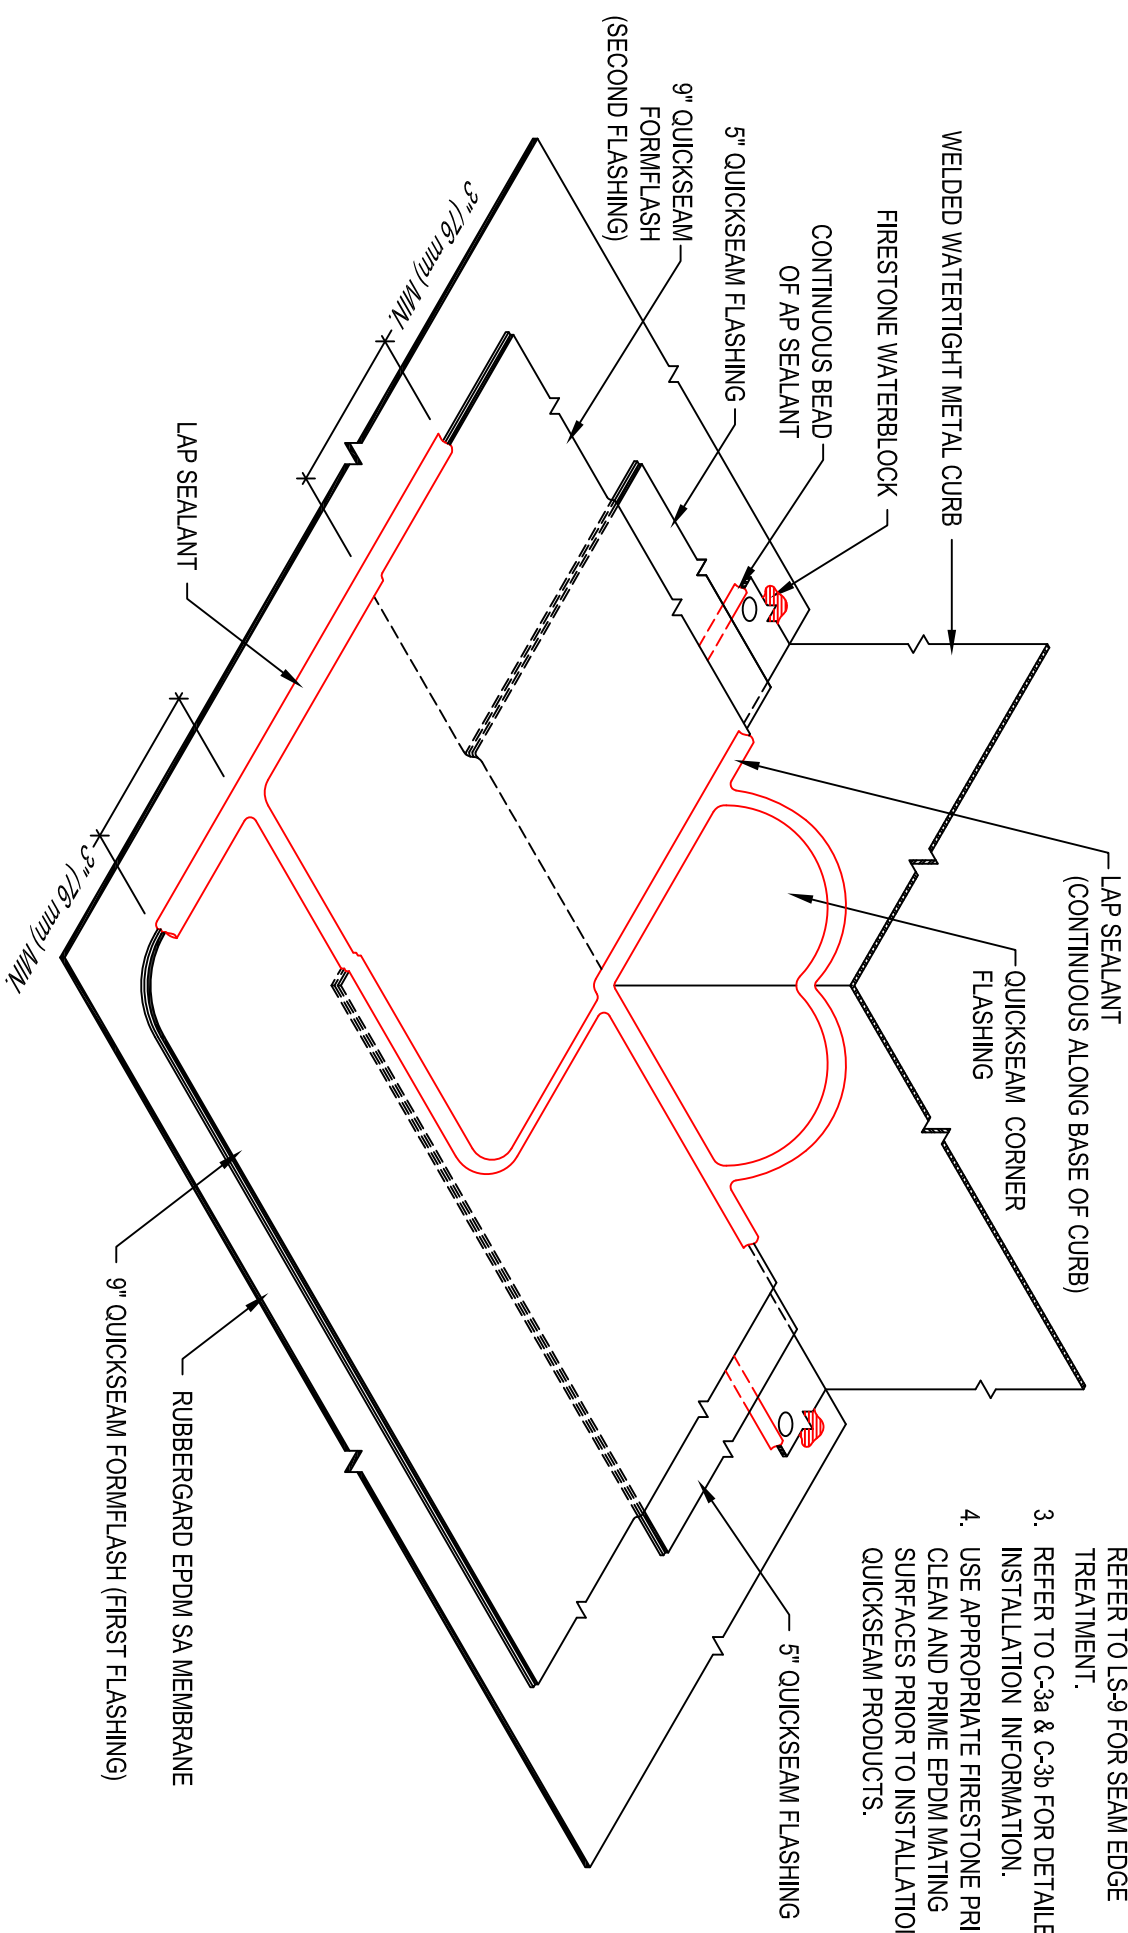 REFER TO LS-9 FOR SEAM EDGE
TREATMENT.
3. REFER TO C-3a & C-3b FOR
INSTALLATION INFORMATION.
4. USE APPROPRIATE FIRESTONE
CLEAN AND PRIME EPDM MATING
SURFACES PRIOR TO
QUICKSEAM PRODUCTS.
LAP SEALANT
(CONTINUOUS ALONG BASE OF CURB)
QUICKSEAM CORNER
FLASHING
WELDED WATERTIGHT METAL CURB
FIRESTONE WATERBLOCK
CONTINUOUS BEAD
OF AP SEALANT
5" QUICKSEAM FLASHING
9" QUICKSEAM
FORMFLASH
(SECOND FLASHING)
3" (76 mm) MIN.
LAP SEALANT
3" (76 mm) MIN.
5" QUICKSEAM FLASHING
RUBBERGARD EPDM SA MEMBRANE
9" QUICKSEAM FORMFLASH (FIRST FLASHING)